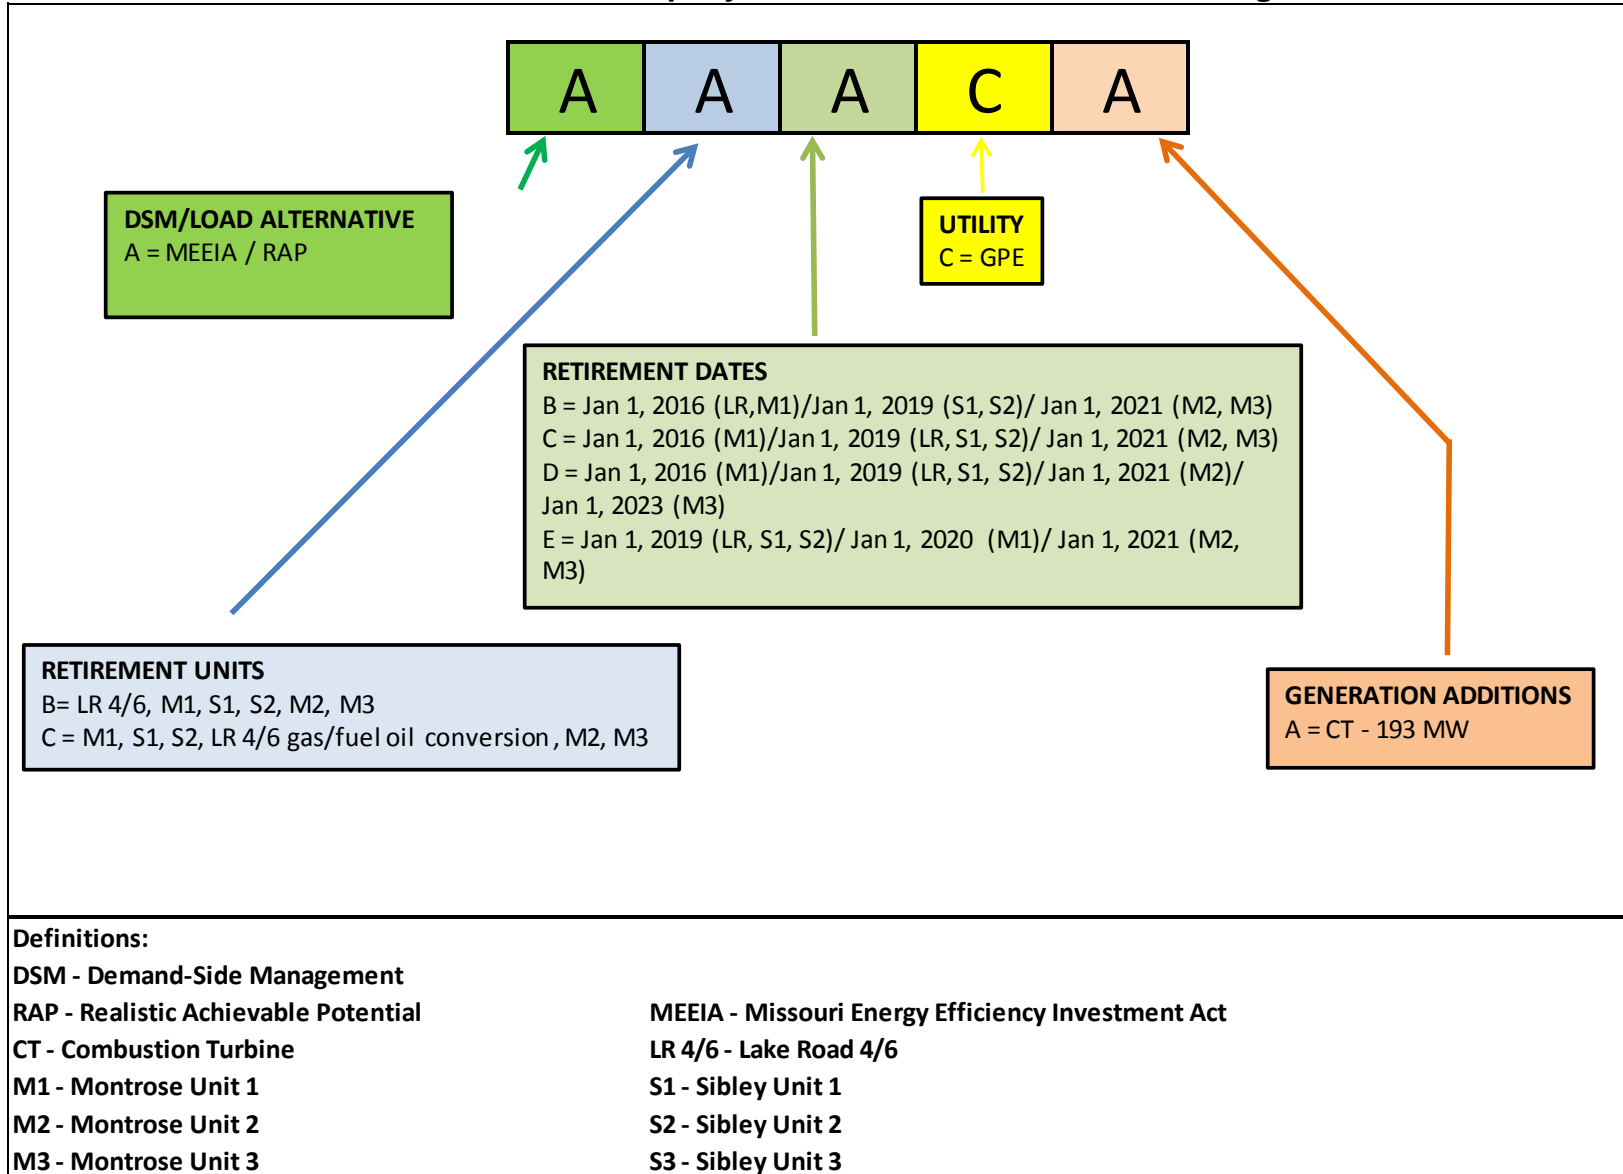 A A A C A
DSM/LOAD ALTERNATIVE
A = MEEIA / RAP
UTILITY
C = GPE
RETIREMENT DATES
B = Jan 1, 2016 (LR,M1)/Jan 1, 2019 (S1, S2)/ Jan 1, 2021 (M2, M3)
C = Jan 1, 2016 (M1)/Jan 1, 2019 (LR, S1, S2)/ Jan 1, 2021 (M2, M3)
D = Jan 1, 2016 (M1)/Jan 1, 2019 (LR, S1, S2)/ Jan 1, 2021 (M2)/
Jan 1, 2023 (M3)
E = Jan 1, 2019 (LR, S1, S2)/ Jan 1, 2020 (M1)/ Jan 1, 2021 (M2,
M3)
RETIREMENT UNITS
B= LR 4/6, M1, S1, S2, M2, M3
C = M1, S1, S2, LR 4/6 gas/fuel oil conversion, M2, M3
GENERATION ADDITIONS
A = CT - 193 MW
Definitions:
DSM - Demand-Side Management
RAP - Realistic Achievable Potential
MEEIA - Missouri Energy Efficiency Investment Act
CT - Combustion Turbine
LR 4/6 - Lake Road 4/6
M1 - Montrose Unit 1
S1 - Sibley Unit 1
M2 - Montrose Unit 2
S2 - Sibley Unit 2
M3 - Montrose Unit 3
S3 - Sibley Unit 3